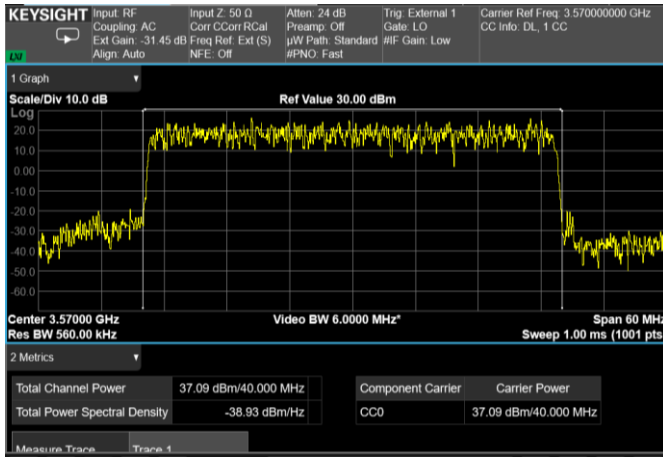 KEYSIGHT Input: RF Input Z: 50 Ω Atten: 24 dB Trig: External 1 Carrier Ref Freq: 3.570000000 GHz
Coupling: AC Corr CCorr RCal Preamp: Off Gate: LO CC Info: DL, 1 CC
Ext Gain: -31.45 dB Freq Ref: Ext (S) µW Path: Standard #IF Gain: Low
LXI Align: Auto NFE: Off #PNO: Fast
1 Graph
Scale/Div 10.0 dB Ref Value 30.00 dBm
Log
20.0
10.0
0.00
-10.0
-20.0
-30.0
-40.0
-50.0
-60.0
Center 3.57000 GHz Video BW 6.0000 MHz* Span 60 MHz
Res BW 560.00 kHz Sweep 1.00 ms (1001 pts
2 Metrics
Total Channel Power 37.09 dBm/40.000 MHz Component Carrier Carrier Power
Total Power Spectral Density -38.93 dBm/Hz CC0 37.09 dBm/40.000 MHz
Measure Trace Trace 1